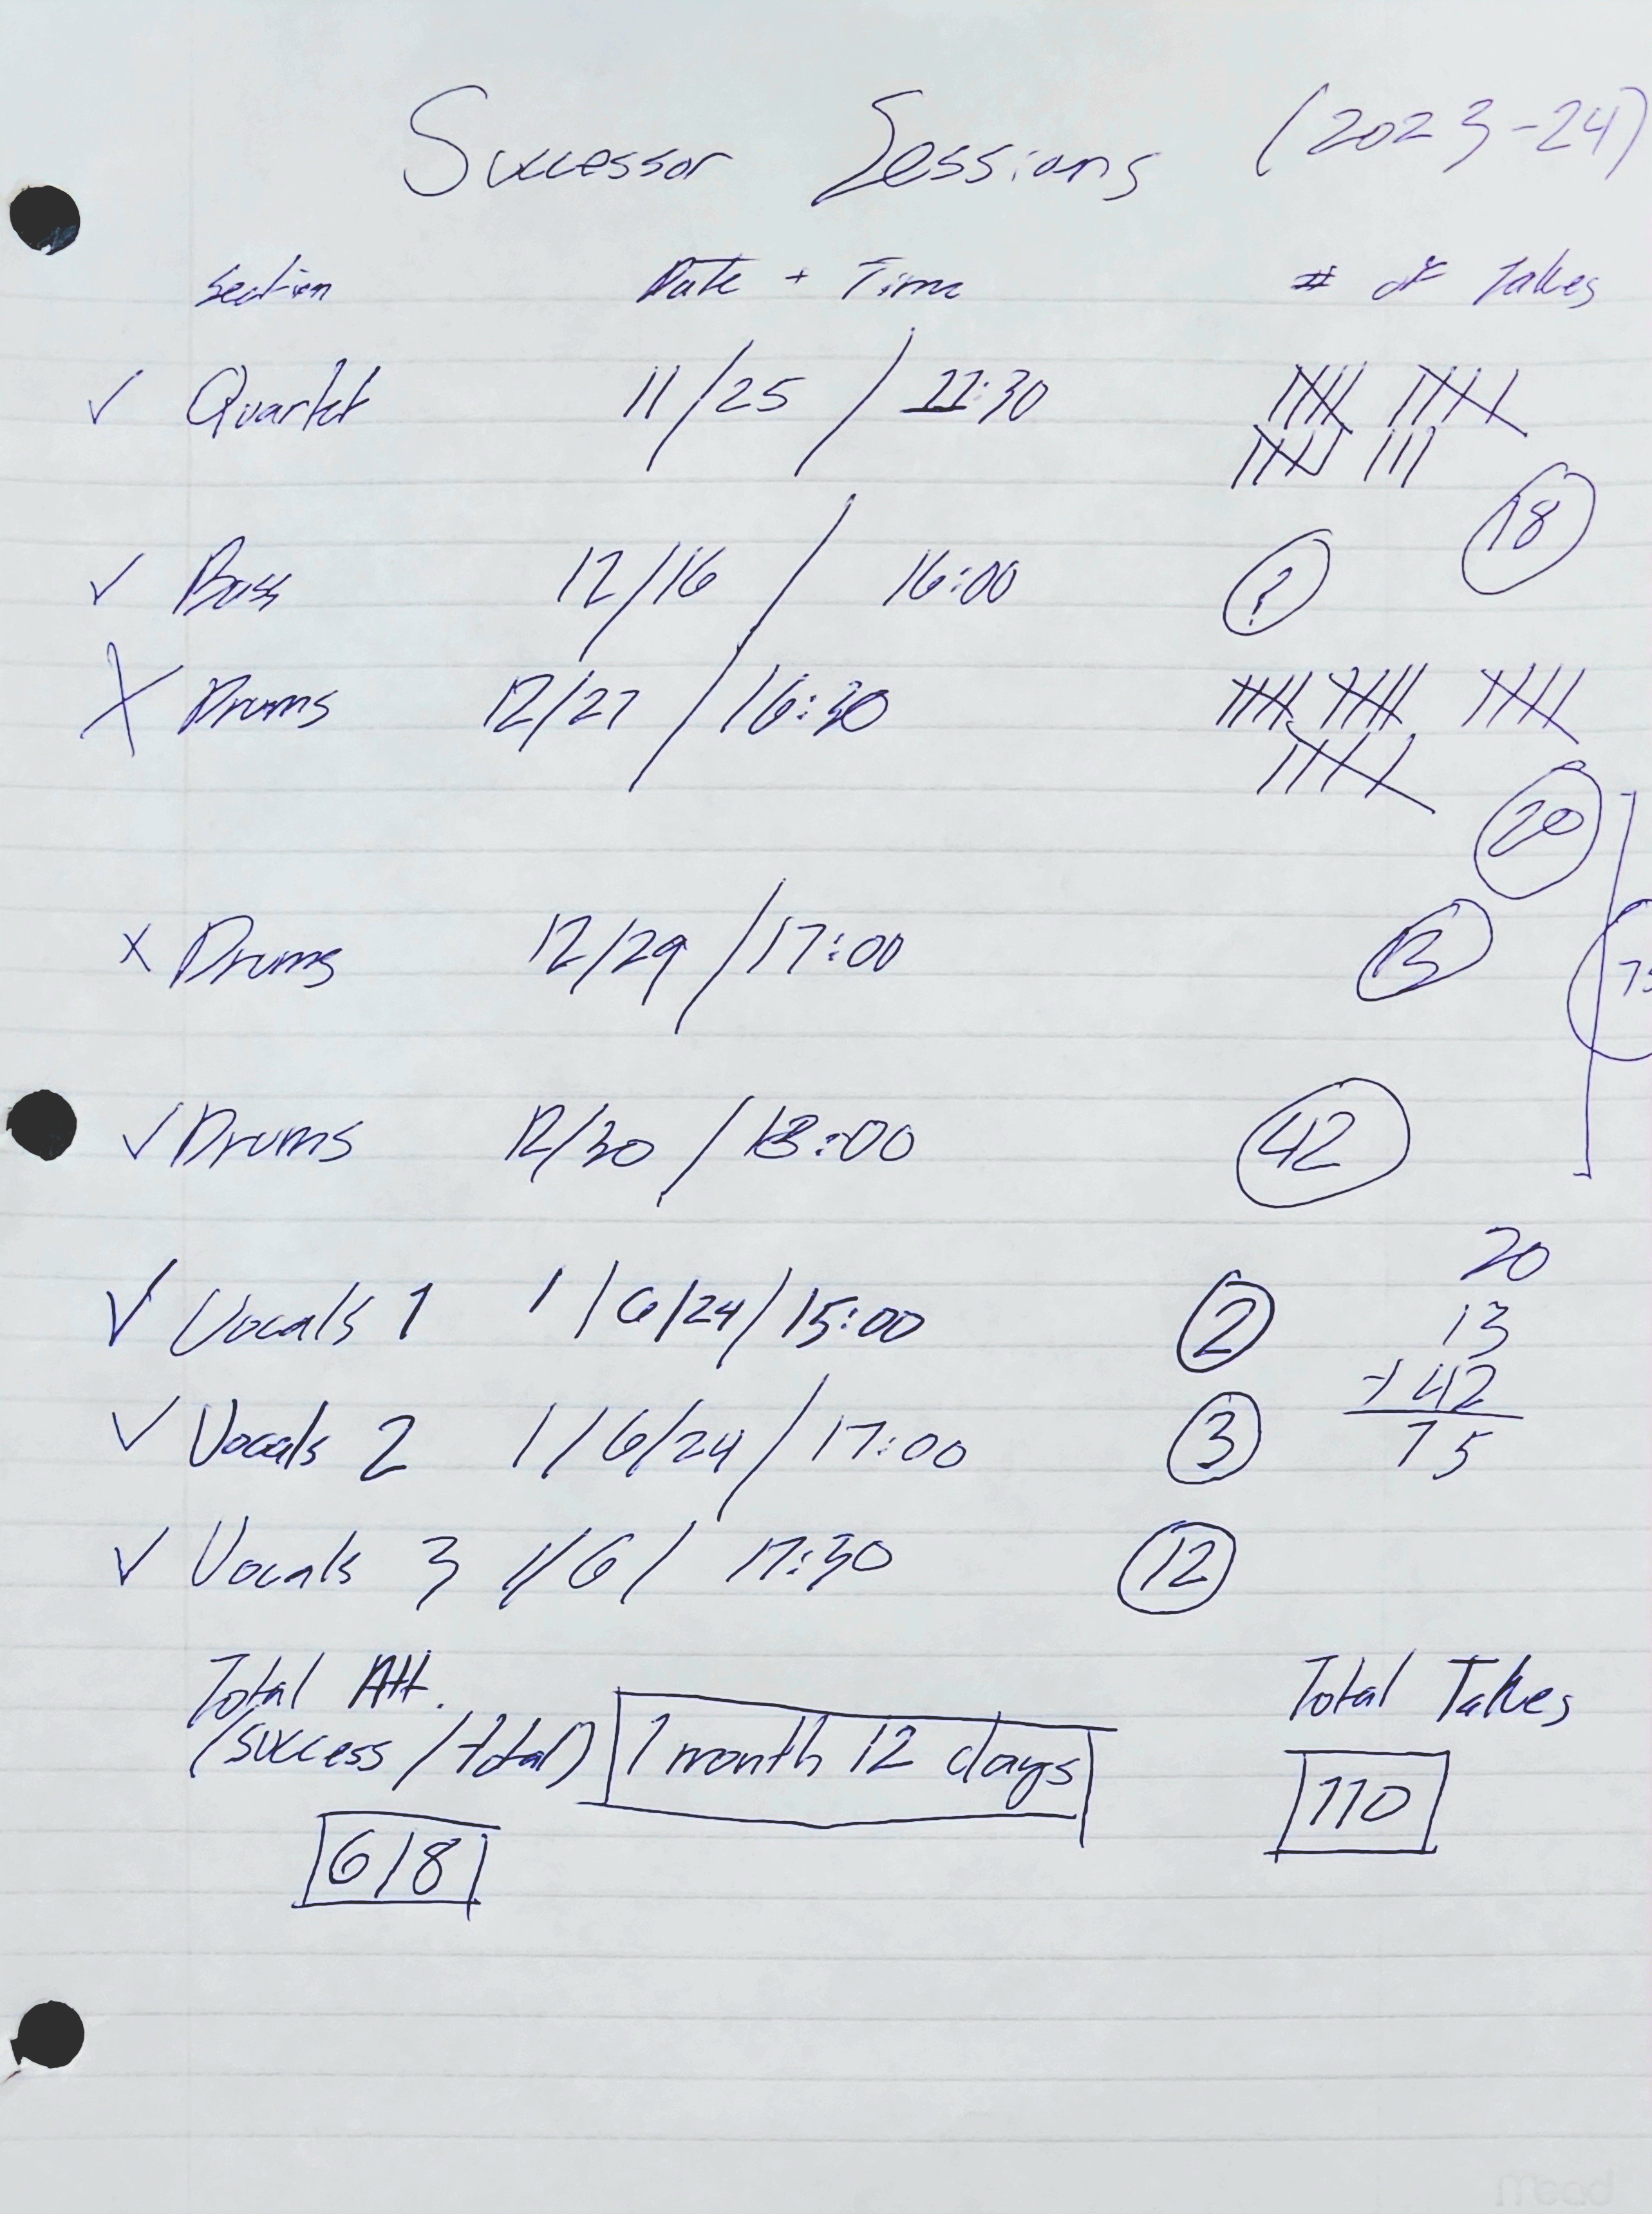 Successor Sessions (2023-24)
Section Date + Time # of Takes
✓ Quartet 11/25 / 11:30 18
✓ Bass 12/16 / 16:00 ?
X Drums 12/27 / 16:30 20
x Drums 12/29 / 17:00 13
75
✓ Drums 12/30 / 18:00 42
✓ Vocals 1 1/6/24 / 15:00 2
✓ Vocals 2 1/6/24 / 17:00 3
✓ Vocals 3 1/6/ 17:30 12
20
13
+ 42
75
Total Att.
(success/total)
6/8
1 month 12 days
Total Takes
110
Mead